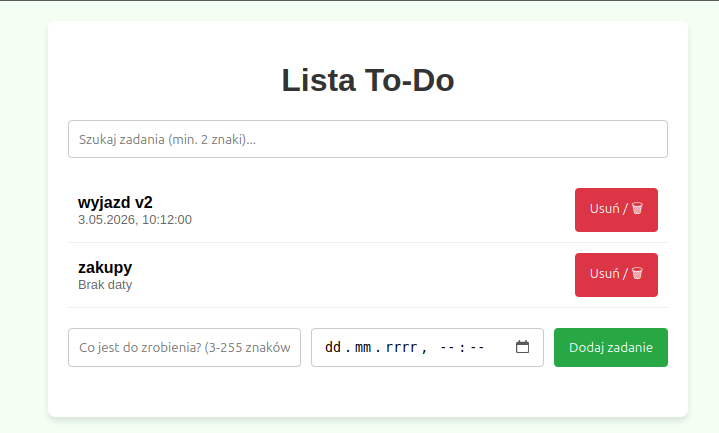 Lista To-Do
Szukaj zadania (min. 2 znaki)...
wyjazd v2
3.05.2026, 10:12:00
Usuń / 🗑
zakupy
Brak daty
Usuń / 🗑
Co jest do zrobienia? (3-255 znaków
dd.mm.rrrr, --:--
Dodaj zadanie